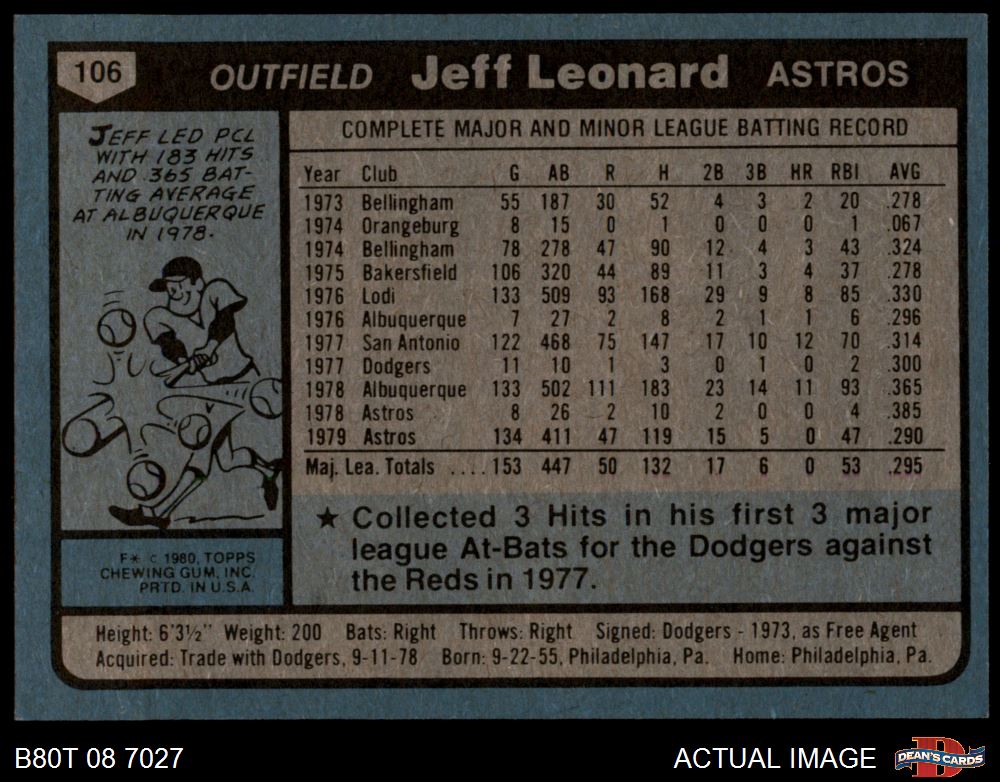 106 OUTFIELD Jeff Leonard ASTROS
JEFF LED PCL
WITH 183 HITS
AND .365 BAT-
TING AVERAGE
AT ALBUQUERQUE
IN 1978.
COMPLETE MAJOR AND MINOR LEAGUE BATTING RECORD
Year Club G AB R H 2B 3B HR RBI AVG
1973 Bellingham 55 187 30 52 4 3 2 20 .278
1974 Orangeburg 8 15 0 1 0 0 0 1 .067
1974 Bellingham 78 278 47 90 12 4 3 43 .324
1975 Bakersfield 106 320 44 89 11 3 4 37 .278
1976 Lodi 133 509 93 168 29 9 8 85 .330
1976 Albuquerque 7 27 2 8 2 1 1 6 .296
1977 San Antonio 122 468 75 147 17 10 12 70 .314
1977 Dodgers 11 10 1 3 0 1 0 2 .300
1978 Albuquerque 133 502 111 183 23 14 11 93 .365
1978 Astros 8 26 2 10 2 0 0 4 .385
1979 Astros 134 411 47 119 15 5 0 47 .290
Maj. Lea. Totals ....153 447 50 132 17 6 0 53 .295
★ Collected 3 Hits in his first 3 major
league At-Bats for the Dodgers against
the Reds in 1977.
F* © 1980, TOPPS
CHEWING GUM, INC.
PRTD. IN U.S.A.
Height: 6'3½" Weight: 200 Bats: Right Throws: Right Signed: Dodgers - 1973, as Free Agent
Acquired: Trade with Dodgers, 9-11-78 Born: 9-22-55, Philadelphia, Pa. Home: Philadelphia, Pa.
B80T 08 7027 ACTUAL IMAGE D DEAN'S CARDS